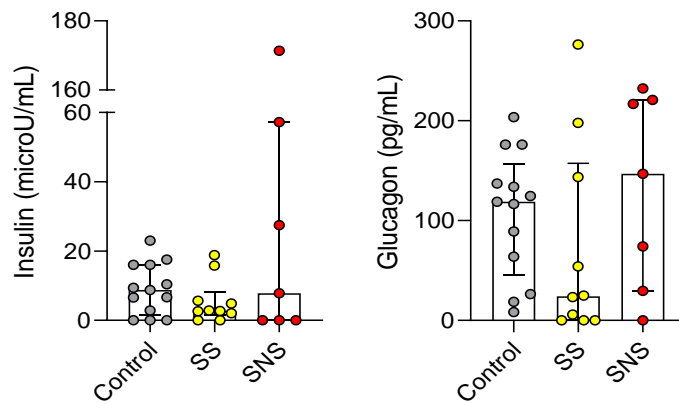 Insulin (microU/mL)
180
160
60
40
20
0
Control
SS
SNS
Glucagon (pg/mL)
300
200
100
0
Control
SS
SNS